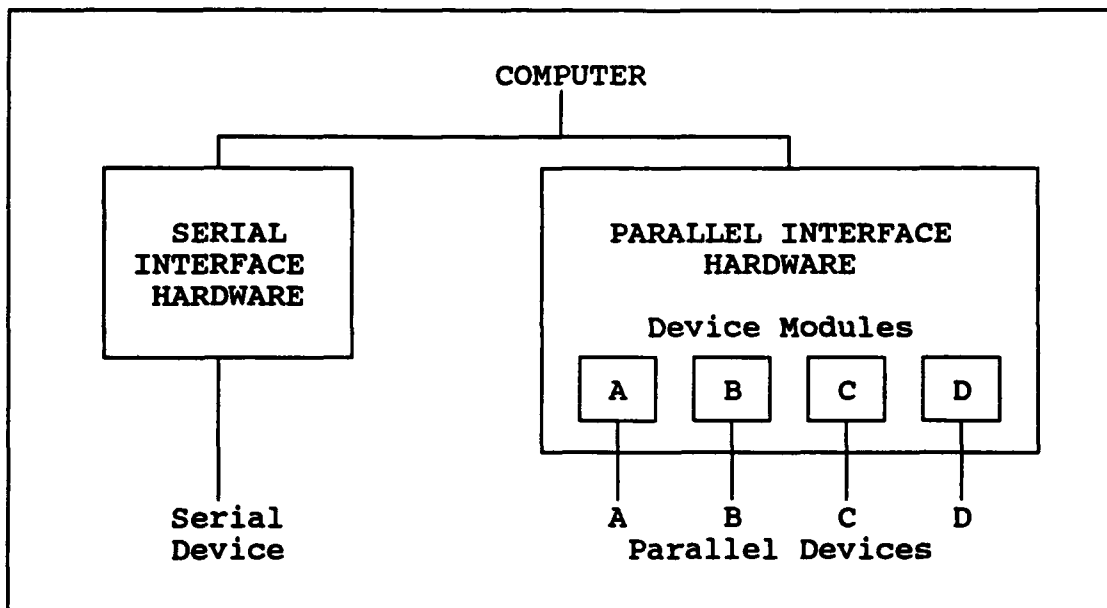 COMPUTER
SERIAL
INTERFACE
HARDWARE
PARALLEL INTERFACE
HARDWARE
Device Modules
A B C D
Serial
Device
A B C D
Parallel Devices